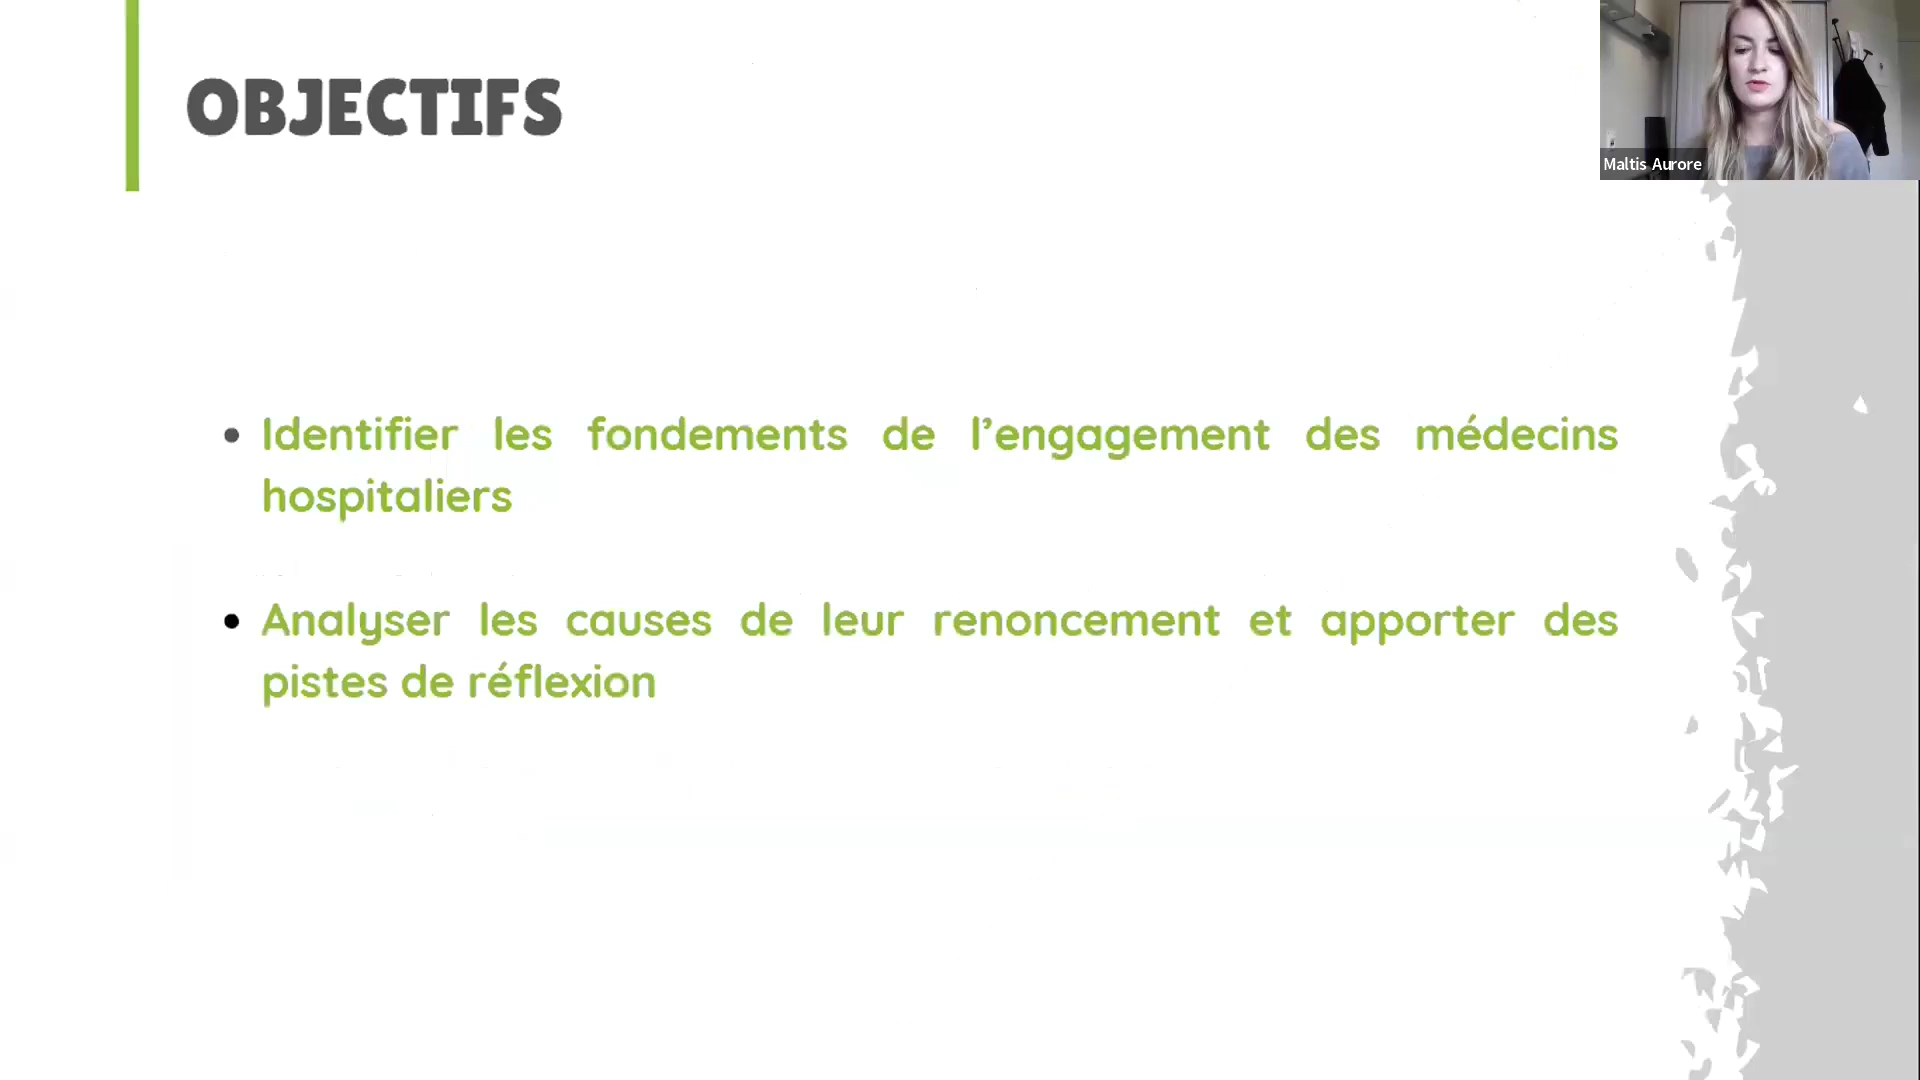 OBJECTIFS
Maltis Aurore
• Identifier les fondements de l’engagement des médecins
hospitaliers
• Analyser les causes de leur renoncement et apporter des
pistes de réflexion